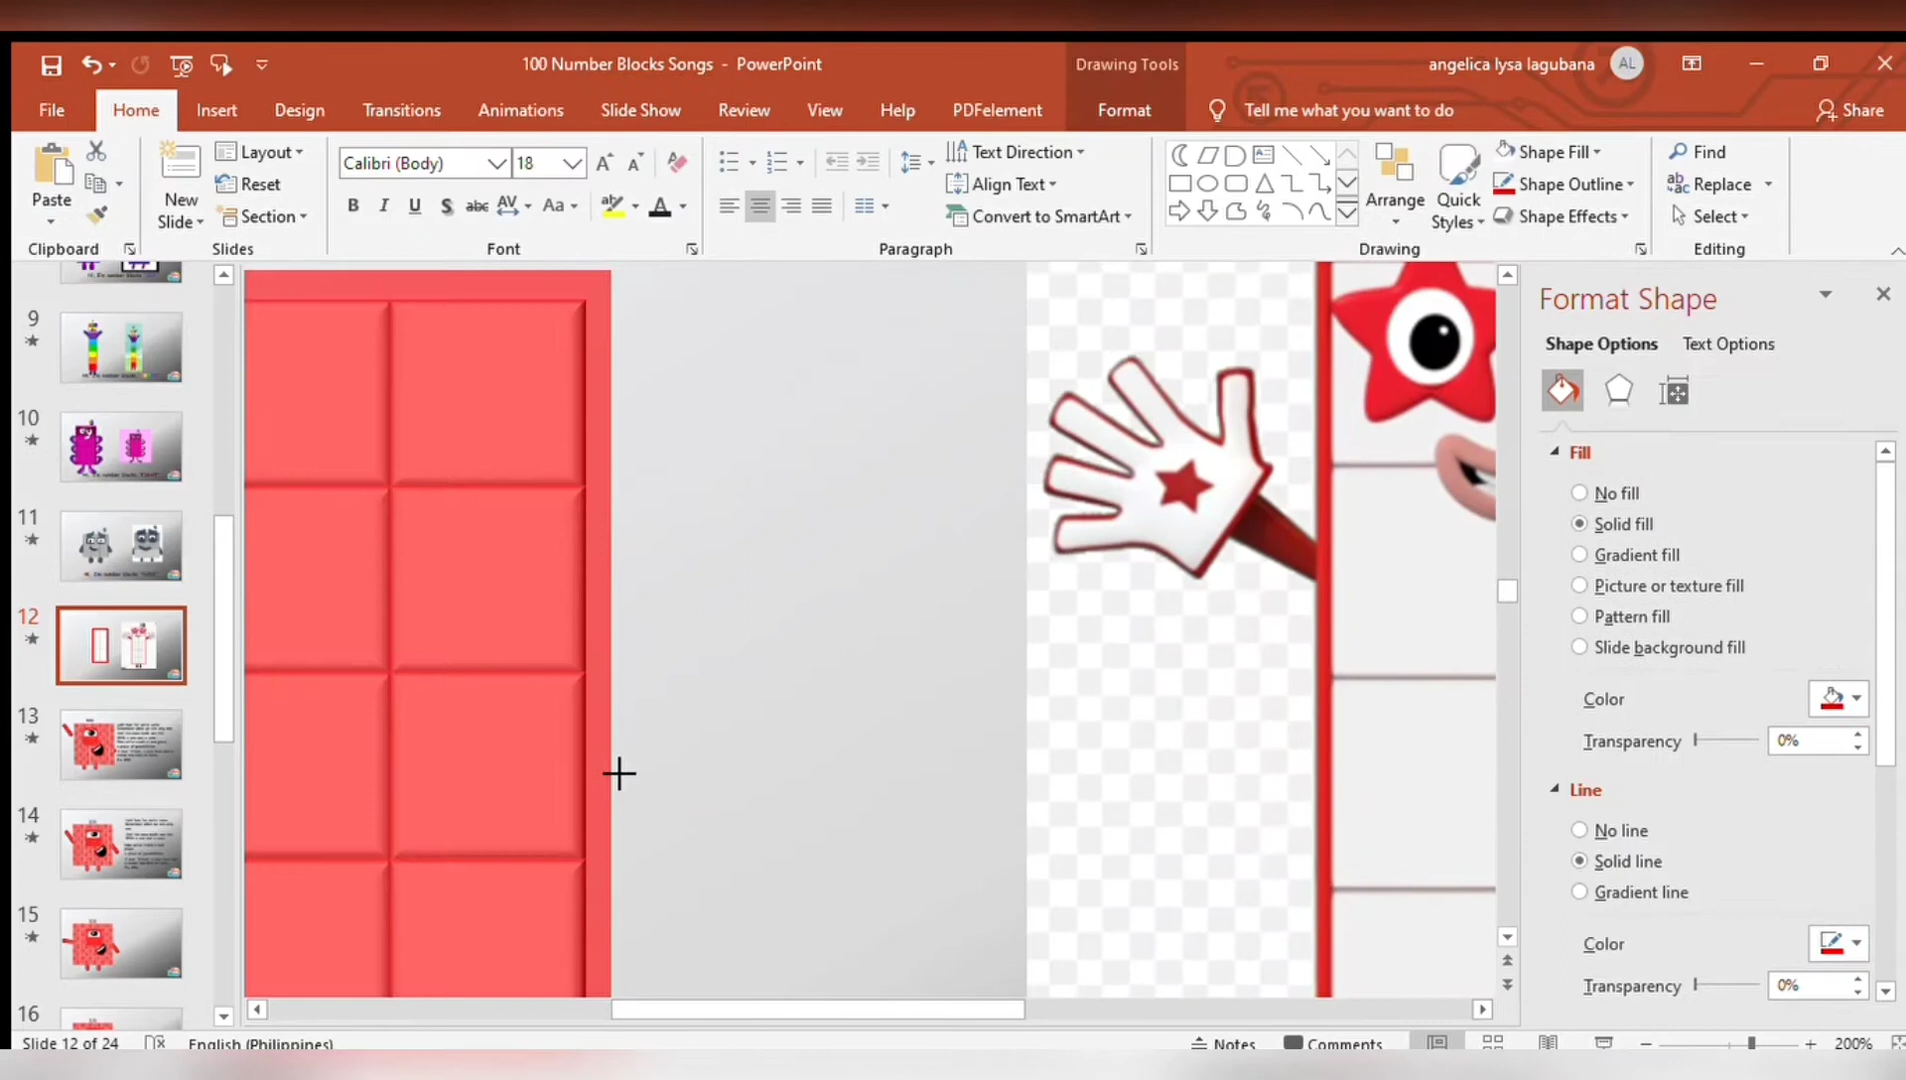 100 Number Blocks Songs - PowerPoint
Drawing Tools
angelica lysa lagubana
AL
File
Home
Insert
Design
Transitions
Animations
Slide Show
Review
View
Help
PDFelement
Format
Tell me what you want to do
Share
Paste
Clipboard
New
Slide
Layout
Reset
Section
Slides
Calibri (Body)
18
B I U S abc AV Aa A
Font
Text Direction
Align Text
Convert to SmartArt
Paragraph
Arrange
Quick
Styles
Shape Fill
Shape Outline
Shape Effects
Drawing
Find
Replace
Select
Editing
9
10
11
12
13
14
15
16
Format Shape
Shape Options
Text Options
Fill
No fill
Solid fill
Gradient fill
Picture or texture fill
Pattern fill
Slide background fill
Color
Transparency
0%
Line
No line
Solid line
Gradient line
Color
Transparency
0%
Slide 12 of 24
English (Philippines)
Notes
Comments
200%